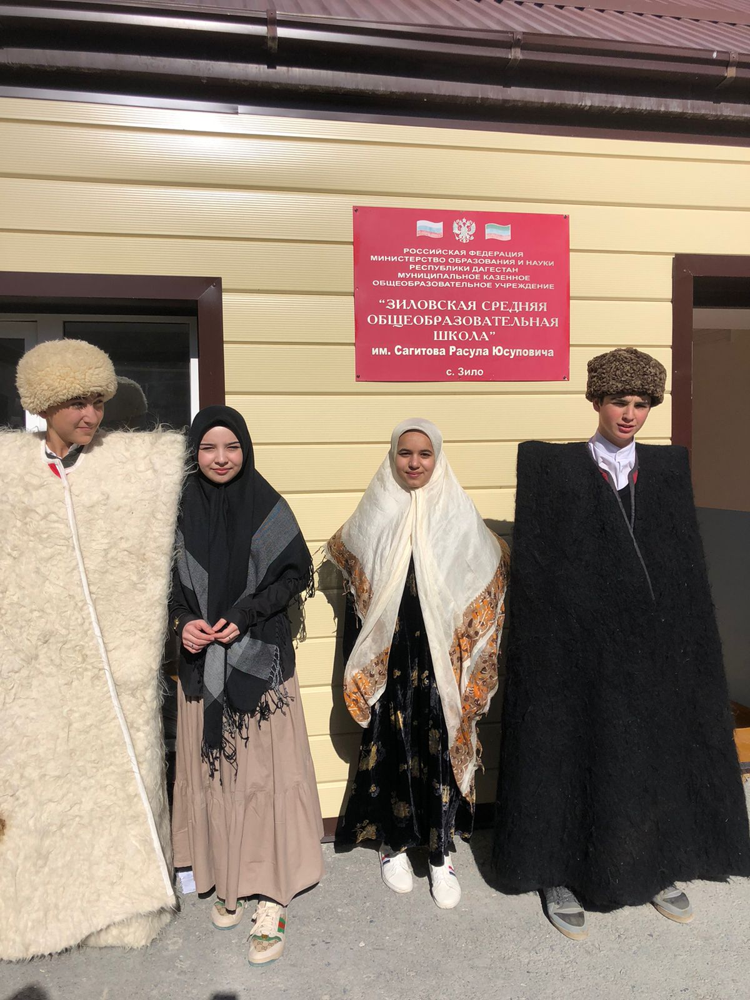 РОССИЙСКАЯ ФЕДЕРАЦИЯ
МИНИСТЕРСТВО ОБРАЗОВАНИЯ И НАУКИ
РЕСПУБЛИКИ ДАГЕСТАН
МУНИЦИПАЛЬНОЕ КАЗЕННОЕ
ОБЩЕОБРАЗОВАТЕЛЬНОЕ УЧРЕЖДЕНИЕ
“ЗИЛОВСКАЯ СРЕДНЯЯ
ОБЩЕОБРАЗОВАТЕЛЬНАЯ
ШКОЛА”
им. Сагитова Расула Юсуповича
с. Зило